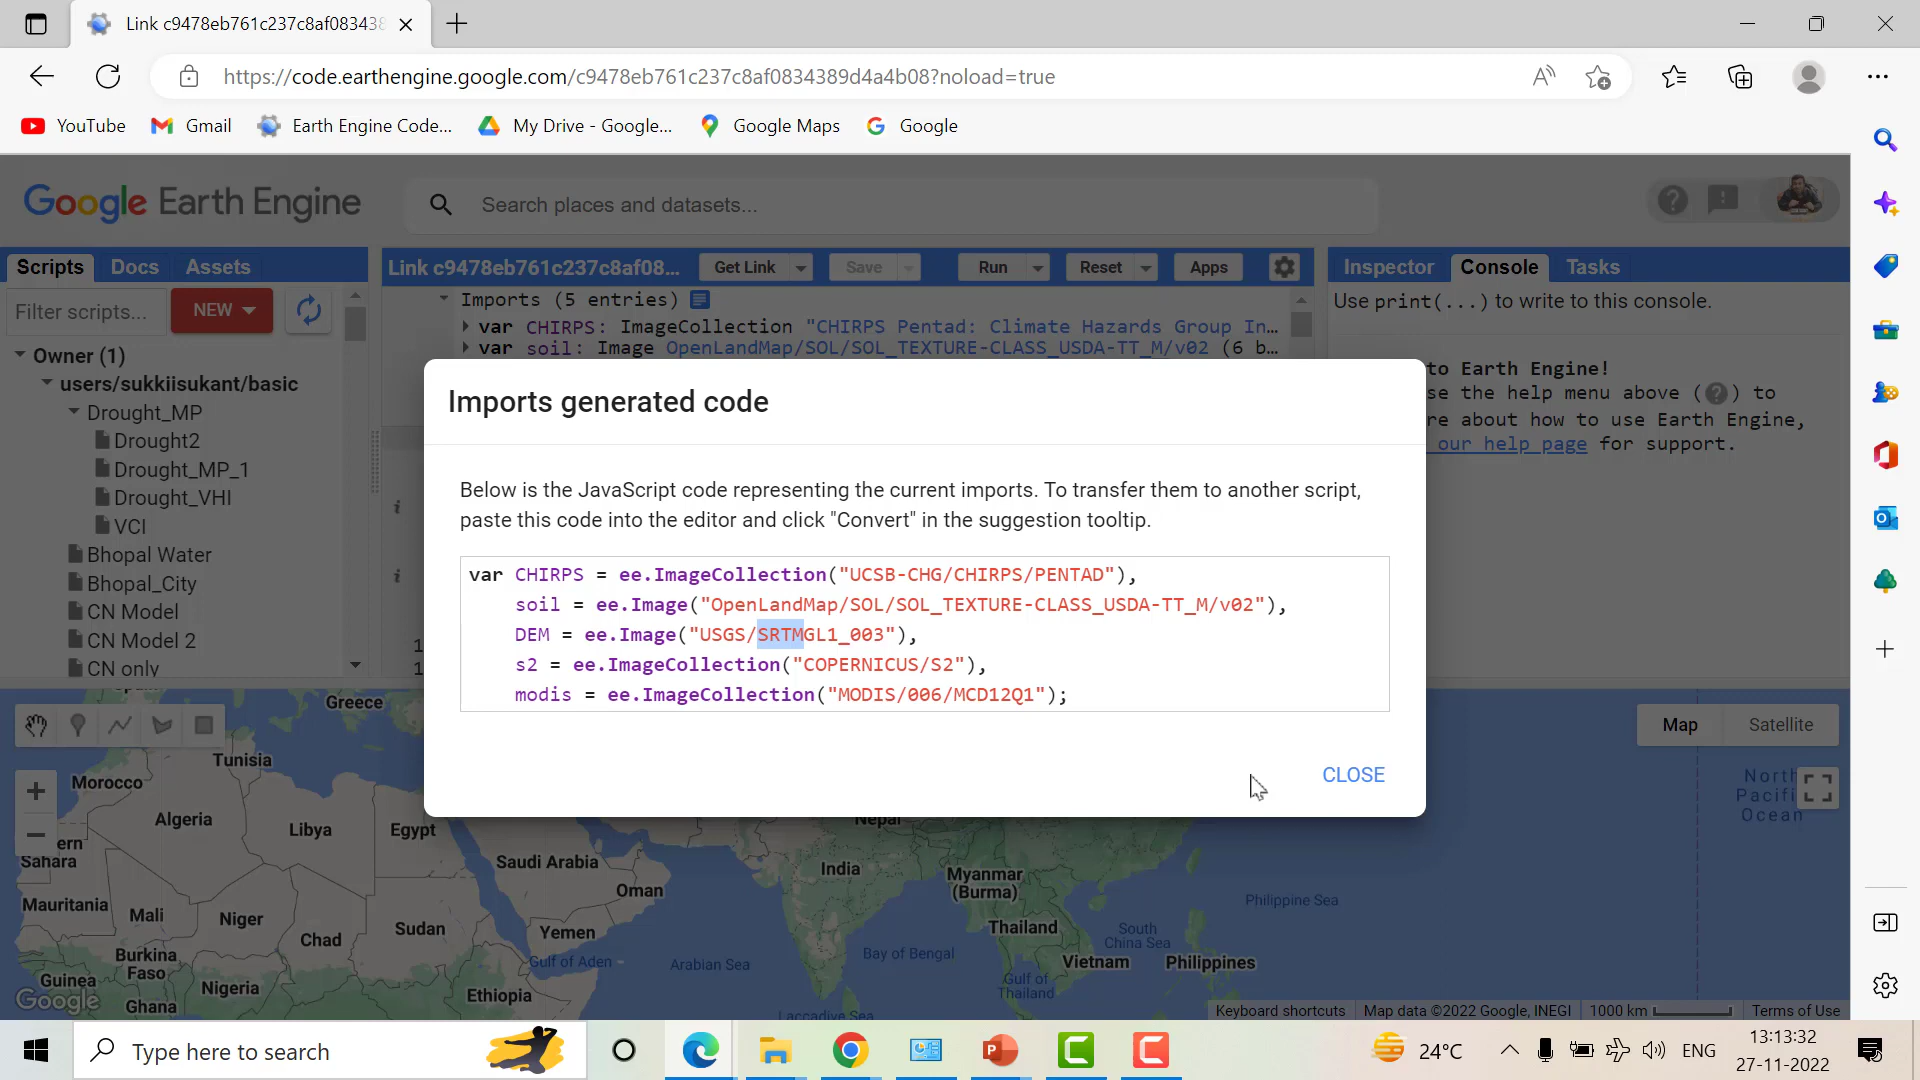 Link c9478eb761c237c8af083438
https://code.earthengine.google.com/c9478eb761c237c8af0834389d4a4b08?noload=true
YouTube
Gmail
Earth Engine Code...
My Drive - Google...
Google Maps
Google
Google Earth Engine
Search places and datasets...
Scripts Docs Assets
Link c9478eb761c237c8af08...
Get Link
Save
Run
Reset
Apps
Inspector Console Tasks
Filter scripts...
NEW
Owner (1)
users/sukkiisukant/basic
Drought_MP
Drought2
Drought_MP_1
Drought_VHI
VCI
Bhopal Water
Bhopal_City
CN Model
CN Model 2
CN only
Imports (5 entries)
var CHIRPS: ImageCollection "CHIRPS Pentad: Climate Hazards Group In...
var soil: Image OpenLandMap/SOL/SOL_TEXTURE-CLASS_USDA-TT_M/v02 (6 b...
Use print(...) to write to this console.
to Earth Engine!
se the help menu above (?) to
re about how to use Earth Engine,
our help page for support.
Imports generated code
Below is the JavaScript code representing the current imports. To transfer them to another script,
paste this code into the editor and click "Convert" in the suggestion tooltip.
var CHIRPS = ee.ImageCollection("UCSB-CHG/CHIRPS/PENTAD"),
soil = ee.Image("OpenLandMap/SOL/SOL_TEXTURE-CLASS_USDA-TT_M/v02"),
DEM = ee.Image("USGS/SRTMGL1_003"),
s2 = ee.ImageCollection("COPERNICUS/S2"),
modis = ee.ImageCollection("MODIS/006/MCD12Q1");
CLOSE
Map
Satellite
Greece
Tunisia
Morocco
Algeria
Libya
Egypt
ern
Sahara
Mauritania
Mali
Niger
Chad
Sudan
Saudi Arabia
Oman
Yemen
Gulf of Aden
Arabian Sea
Burkina
Faso
Guinea
Ghana
Nigeria
Ethiopia
Nepal
India
Myanmar
(Burma)
Bay of Bengal
Thailand
Gulf of
Thailand
Vietnam
South
China Sea
Philippines
Philippine Sea
Laccadive Sea
North
Pacifi
Ocean
Google
Keyboard shortcuts
Map data ©2022 Google, INEGI
1000 km
Terms of Use
Type here to search
24°C
ENG
13:13:32
27-11-2022